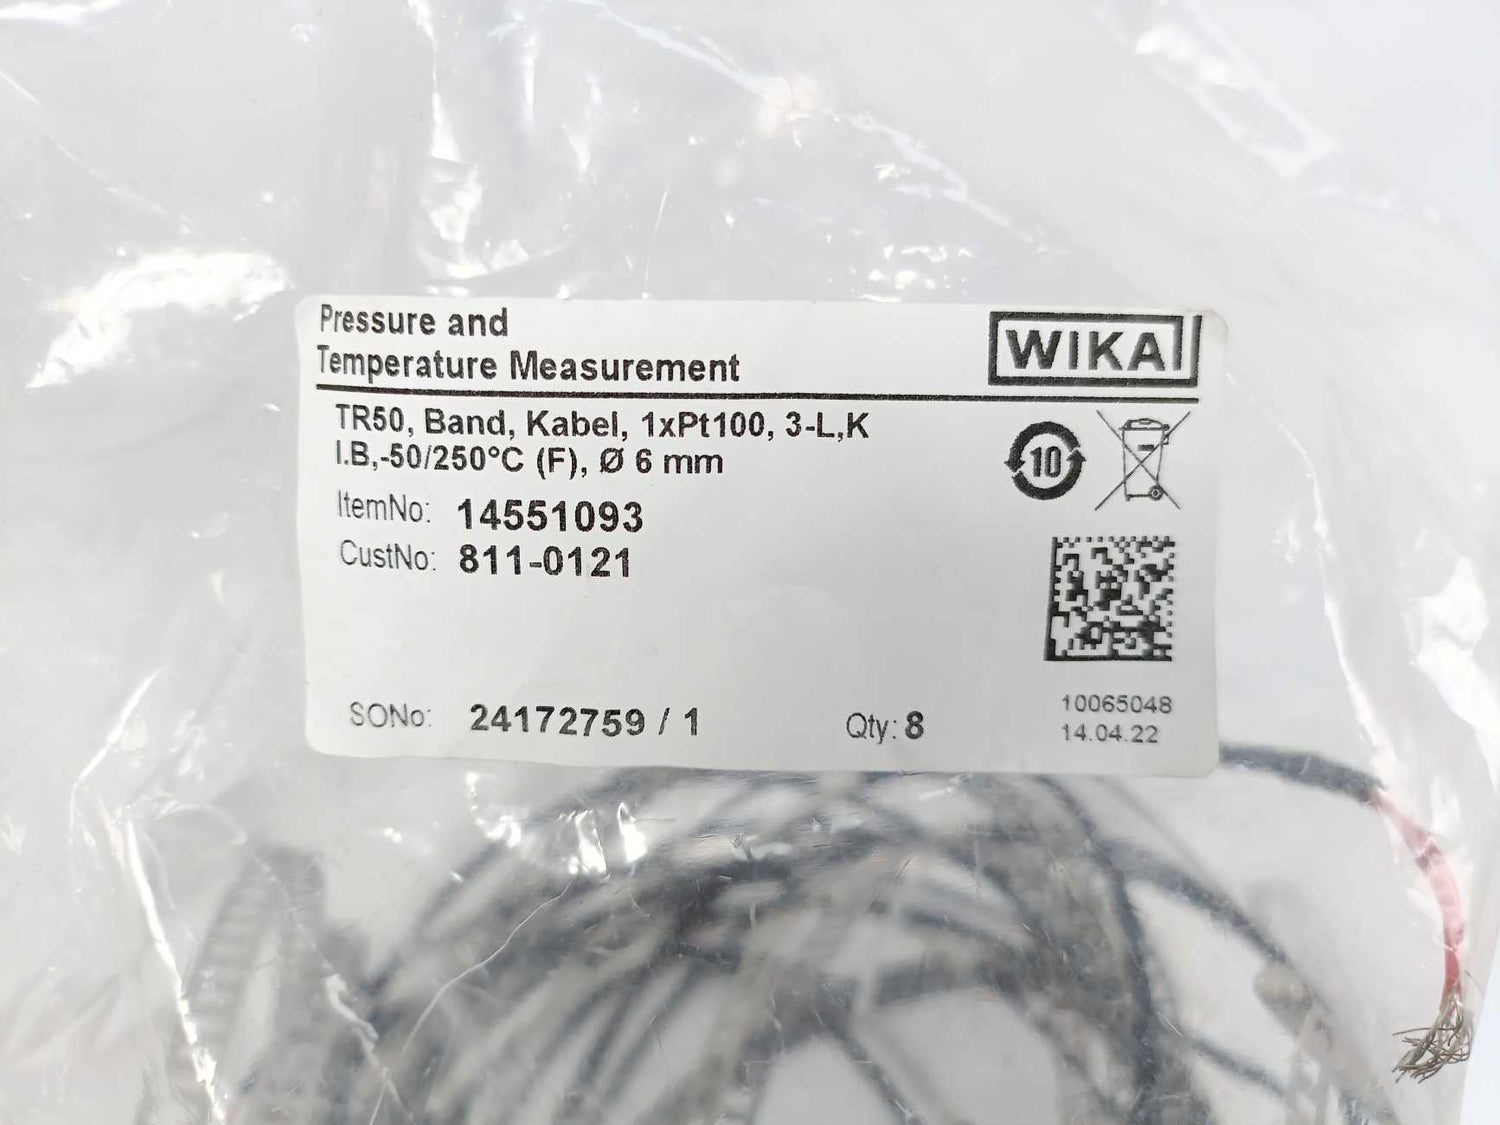 Pressure and
Temperature Measurement
WIKA
TR50, Band, Kabel, 1xPt100, 3-L,K
I.B,-50/250°C (F), Ø 6 mm
10
ItemNo: 14551093
CustNo: 811-0121
SONo: 24172759 / 1
Qty: 8
10065048
14.04.22